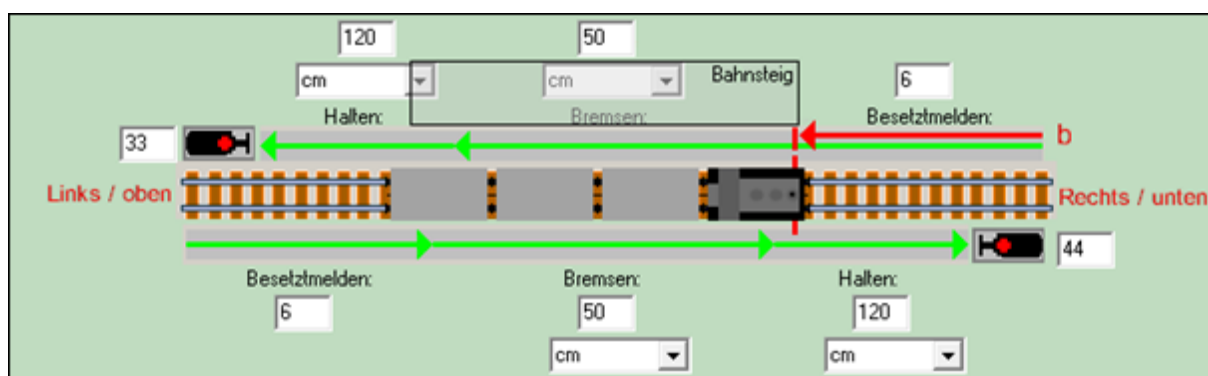 120 50
cm cm Bahnsteig 6
Halten: Bremsen: Besetztmelden:
33 b
Links / oben Rechts / unten
44
Besetztmelden: Bremsen: Halten:
6 50 120
cm cm